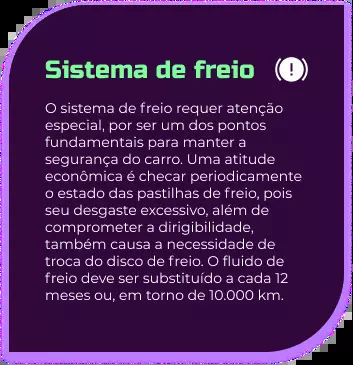 Sistema de freio
O sistema de freio requer atenção
especial, por ser um dos pontos
fundamentais para manter a
segurança do carro. Uma atitude
econômica é checar periodicamente
o estado das pastilhas de freio, pois
seu desgaste excessivo, além de
comprometer a dirigibilidade,
também causa a necessidade de
troca do disco de freio. O fluido de
freio deve ser substituído a cada 12
meses ou, em torno de 10.000 km.